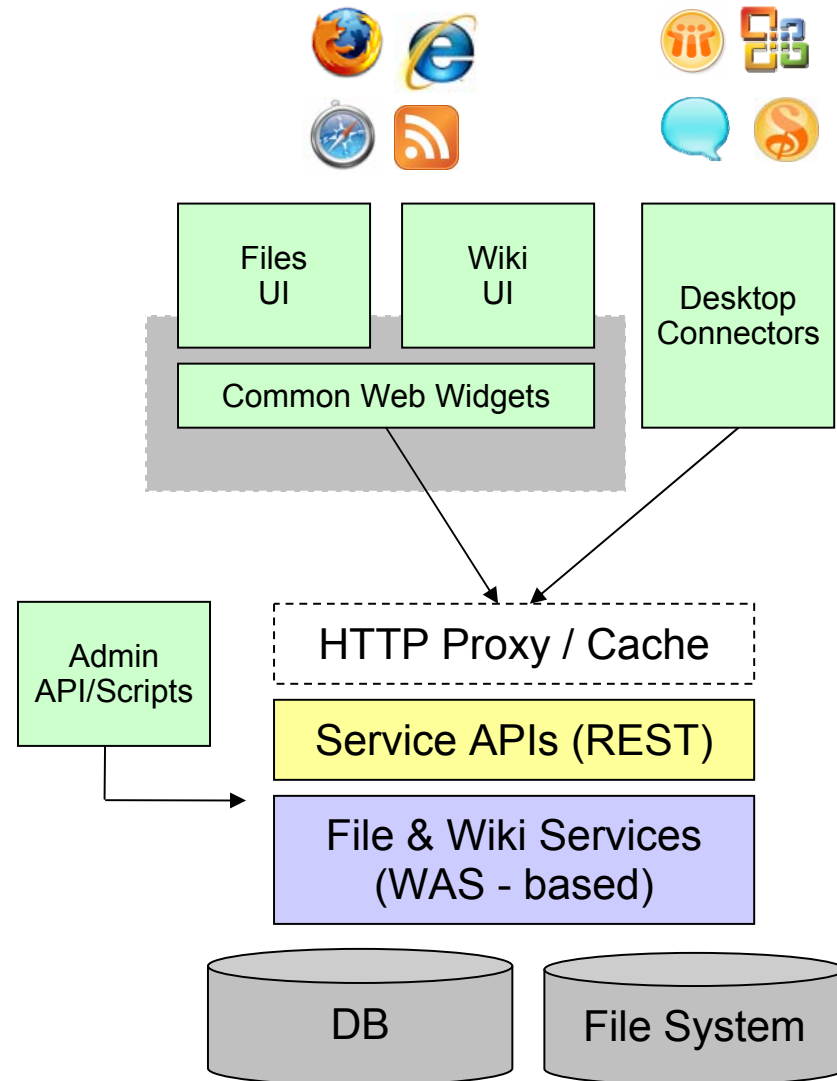 Files
UI
Wiki
UI
Desktop
Connectors
Common Web Widgets
Admin
API/Scripts
HTTP Proxy / Cache
Service APIs (REST)
File & Wiki Services
(WAS - based)
DB
File System